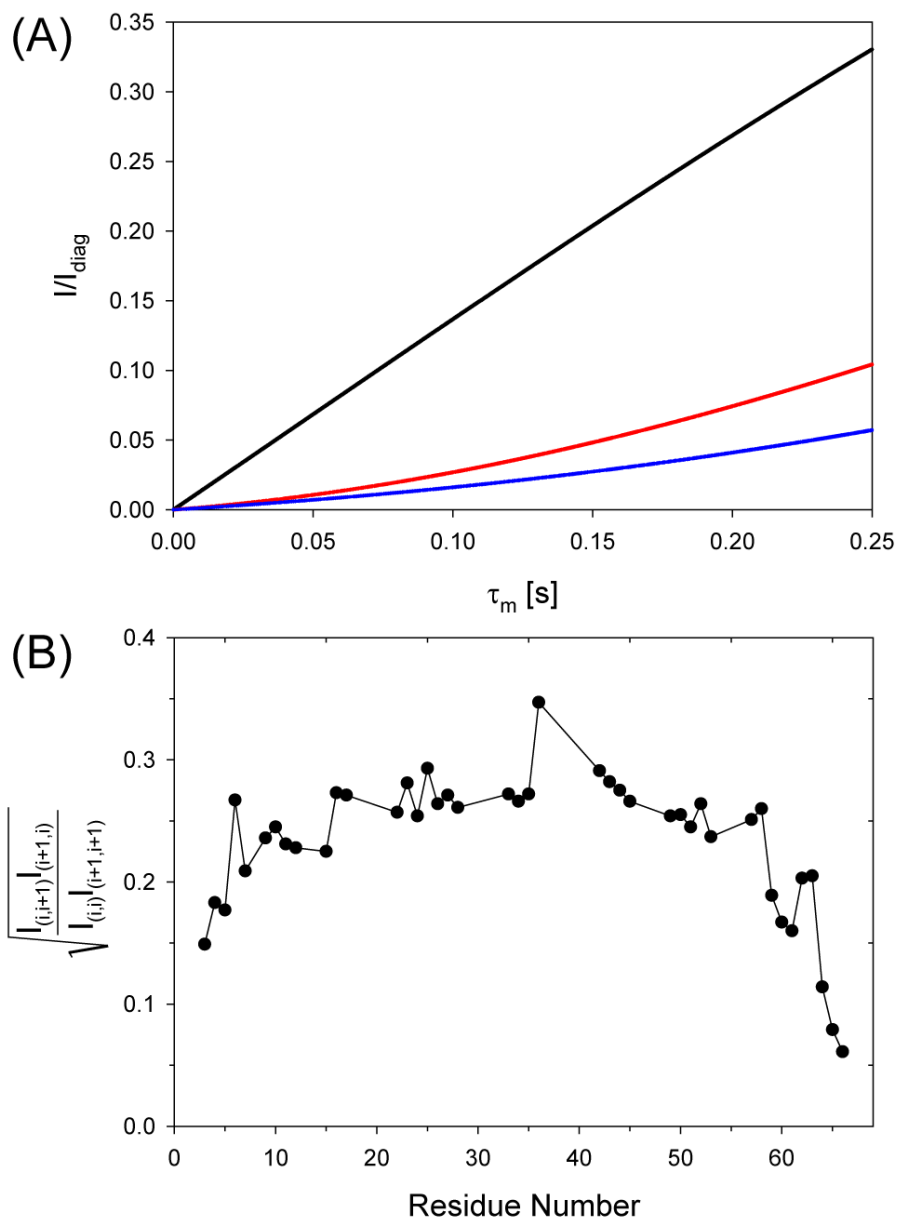 (A)
0.35
0.30
0.25
0.20
0.15
0.10
0.05
0.00
I/I_diag
0.00 0.05 0.10 0.15 0.20 0.25
τ_m [s]
(B)
0.4
0.3
0.2
0.1
0.0
√ I_(i,i+1) I_(i+1,i)
I_(i,i) I_(i+1,i+1)
0 10 20 30 40 50 60
Residue Number